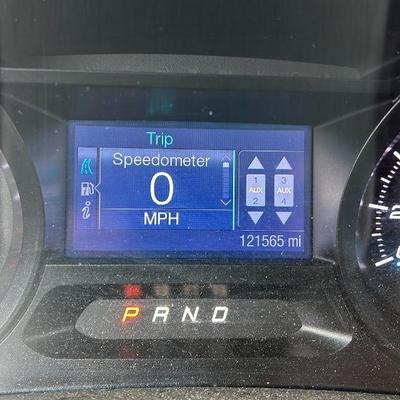 Trip
Speedometer
0
MPH
1 3
AUX AUX
2 4
121565 mi
P R N D